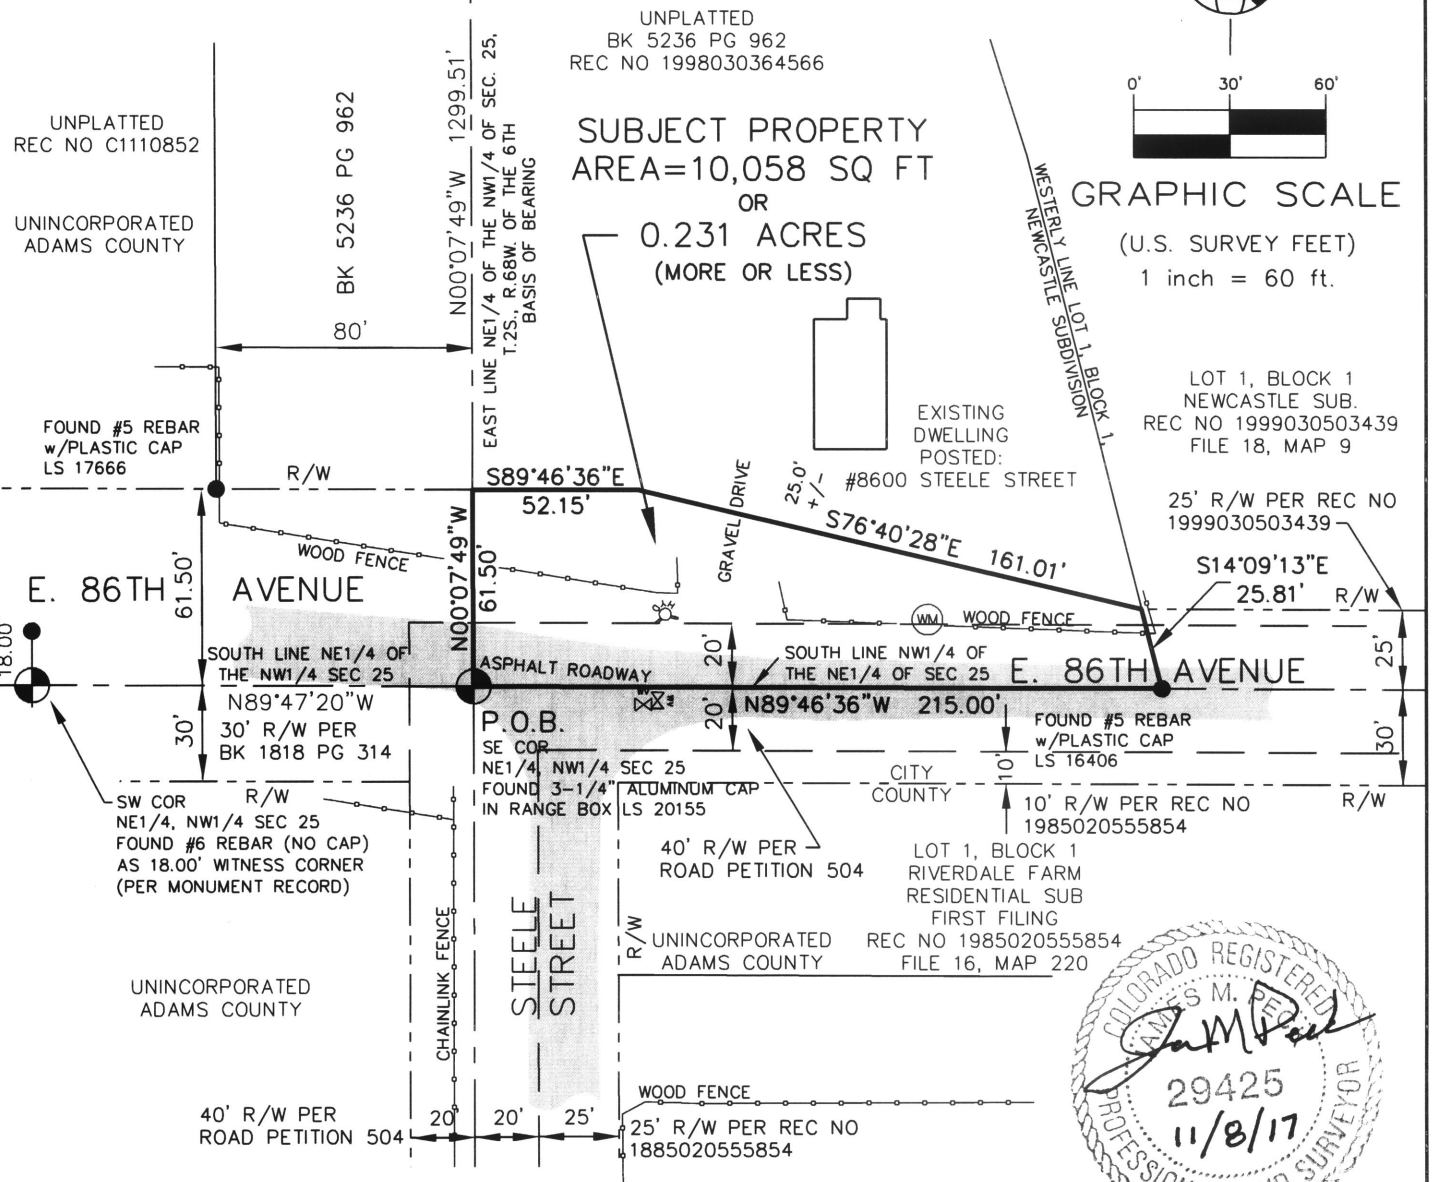 UNPLATTED
BK 5236 PG 962
REC NO 1998030364566
0' 30' 60'
GRAPHIC SCALE
(U.S. SURVEY FEET)
1 inch = 60 ft.
UNPLATTED
REC NO C1110852
UNINCORPORATED
ADAMS COUNTY
BK 5236 PG 962
80'
N00°07'49"W 1299.51'
EAST LINE NE1/4 OF THE NW1/4 OF SEC. 25,
T.2S., R.68W. OF THE 6TH
BASIS OF BEARING
SUBJECT PROPERTY
AREA=10,058 SQ FT
OR
0.231 ACRES
(MORE OR LESS)
WESTERLY LINE LOT 1, BLOCK 1,
NEWCASTLE SUBDIVISION
LOT 1, BLOCK 1
NEWCASTLE SUB.
REC NO 1999030503439
FILE 18, MAP 9
EXISTING
DWELLING
POSTED:
#8600 STEELE STREET
FOUND #5 REBAR
w/PLASTIC CAP
LS 17666
R/W
S89°46'36"E
52.15'
GRAVEL DRIVE
25.0'
+/-
S76°40'28"E 161.01'
25' R/W PER REC NO
1999030503439
S14°09'13"E
25.81'
R/W
WOOD FENCE
N00°07'49"W
61.50'
61.50'
E. 86TH AVENUE
18.00
WM
WOOD FENCE
SOUTH LINE NE1/4 OF
THE NW1/4 SEC 25
N89°47'20"W
ASPHALT ROADWAY
20'
SOUTH LINE NW1/4 OF
THE NE1/4 OF SEC 25
E. 86TH AVENUE
25'
N89°46'36"W 215.00'
20'
30'
30' R/W PER
BK 1818 PG 314
WV
P.O.B.
SE COR
NE1/4, NW1/4 SEC 25
FOUND 3-1/4" ALUMINUM CAP
IN RANGE BOX LS 20155
FOUND #5 REBAR
w/PLASTIC CAP
LS 16406
30'
CITY
COUNTY
10'
R/W
R/W
SW COR
NE1/4, NW1/4 SEC 25
FOUND #6 REBAR (NO CAP)
AS 18.00' WITNESS CORNER
(PER MONUMENT RECORD)
10' R/W PER REC NO
1985020555854
40' R/W PER
ROAD PETITION 504
LOT 1, BLOCK 1
RIVERDALE FARM
RESIDENTIAL SUB
FIRST FILING
REC NO 1985020555854
FILE 16, MAP 220
CHAINLINK FENCE
STEELE
STREET
R/W
UNINCORPORATED
ADAMS COUNTY
UNINCORPORATED
ADAMS COUNTY
WOOD FENCE
40' R/W PER
ROAD PETITION 504
20' 20' 25'
25' R/W PER REC NO
1885020555854
COLORADO REGISTERED
JAMES M. PECK
29425
11/8/17